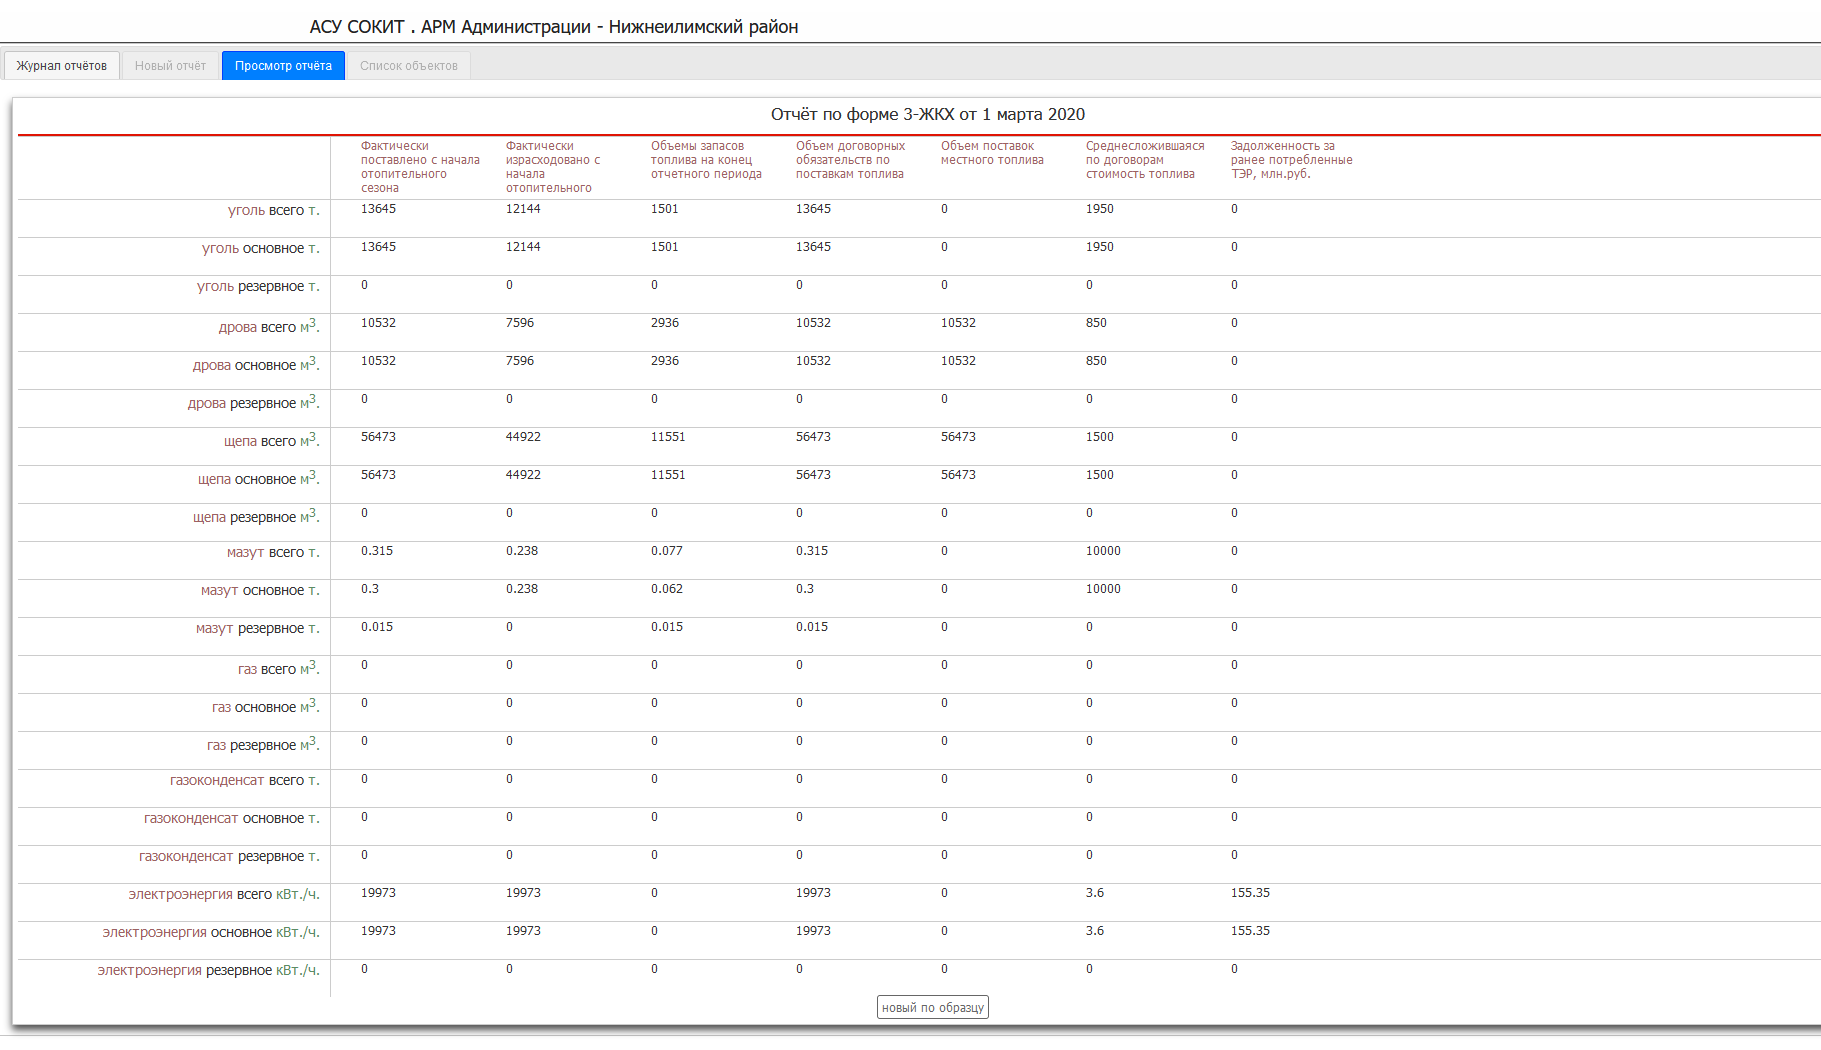 АСУ СОКИТ . АРМ Администрации - Нижнеилимский район
Журнал отчётов Новый отчёт Просмотр отчёта Список объектов
Отчёт по форме 3-ЖКХ от 1 марта 2020
Фактически поставлено с начала отопительного сезона
Фактически израсходовано с начала отопительного
Объемы запасов топлива на конец отчетного периода
Объем договорных обязательств по поставкам топлива
Объем поставок местного топлива
Среднесложившаяся по договорам стоимость топлива
Задолженность за ранее потребленные ТЭР, млн.руб.
уголь всего т. 13645 12144 1501 13645 0 1950 0
уголь основное т. 13645 12144 1501 13645 0 1950 0
уголь резервное т. 0 0 0 0 0 0 0
дрова всего м³. 10532 7596 2936 10532 10532 850 0
дрова основное м³. 10532 7596 2936 10532 10532 850 0
дрова резервное м³. 0 0 0 0 0 0 0
щепа всего м³. 56473 44922 11551 56473 56473 1500 0
щепа основное м³. 56473 44922 11551 56473 56473 1500 0
щепа резервное м³. 0 0 0 0 0 0 0
мазут всего т. 0.315 0.238 0.077 0.315 0 10000 0
мазут основное т. 0.3 0.238 0.062 0.3 0 10000 0
мазут резервное т. 0.015 0 0.015 0.015 0 0 0
газ всего м³. 0 0 0 0 0 0 0
газ основное м³. 0 0 0 0 0 0 0
газ резервное м³. 0 0 0 0 0 0 0
газоконденсат всего т. 0 0 0 0 0 0 0
газоконденсат основное т. 0 0 0 0 0 0 0
газоконденсат резервное т. 0 0 0 0 0 0 0
электроэнергия всего кВт./ч. 19973 19973 0 19973 0 3.6 155.35
электроэнергия основное кВт./ч. 19973 19973 0 19973 0 3.6 155.35
электроэнергия резервное кВт./ч. 0 0 0 0 0 0 0
новый по образцу